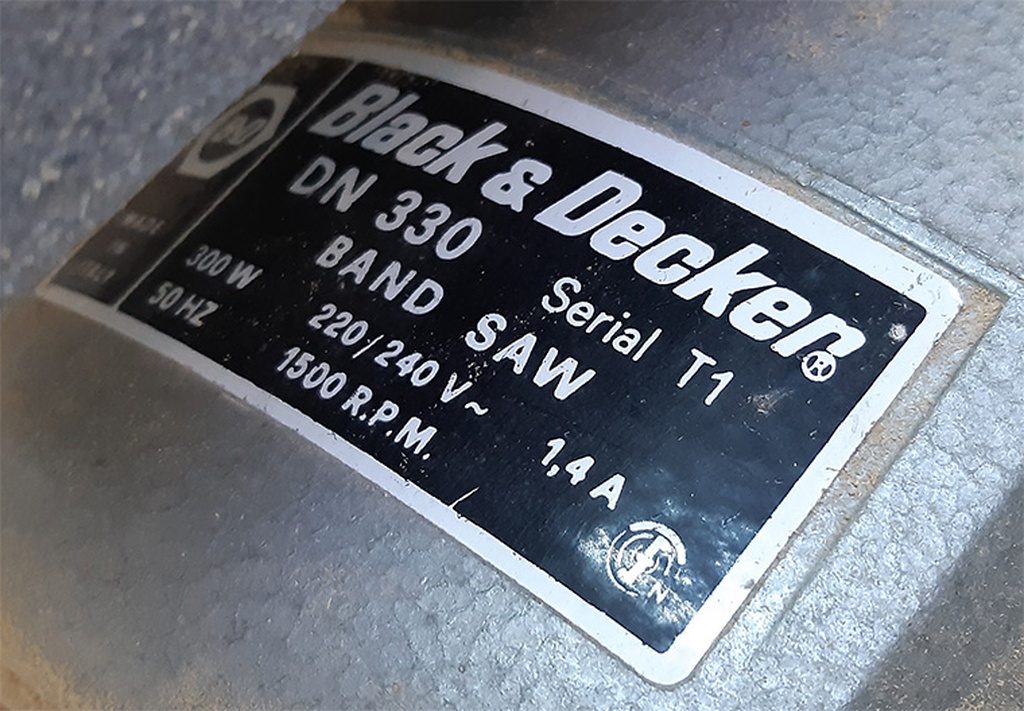 Black & Decker®
DN 330 Serial T1
BAND SAW
300 W 220/240 V~ 1,4 A
50 HZ 1500 R.P.M.
N
MADE
IN
ITALY